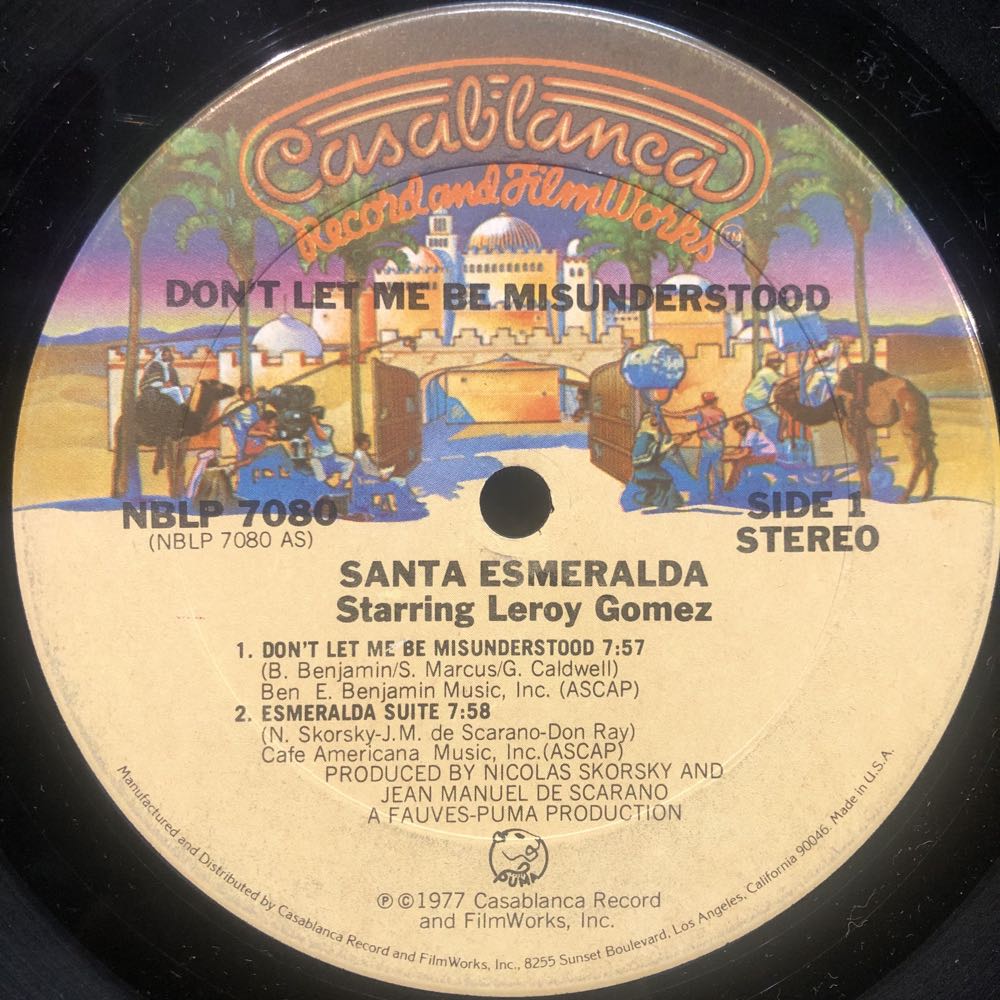 Casablanca
Record and FilmWorks™
DON'T LET ME BE MISUNDERSTOOD
NBLP 7080
(NBLP 7080 AS)
SIDE 1
STEREO
SANTA ESMERALDA
Starring Leroy Gomez
1. DON'T LET ME BE MISUNDERSTOOD 7:57
(B. Benjamin/S. Marcus/G. Caldwell)
Ben E. Benjamin Music, Inc. (ASCAP)
2. ESMERALDA SUITE 7:58
(N. Skorsky-J.M. de Scarano-Don Ray)
Cafe Americana Music, Inc.(ASCAP)
PRODUCED BY NICOLAS SKORSKY AND
JEAN MANUEL DE SCARANO
A FAUVES-PUMA PRODUCTION
PUMA
℗©1977 Casablanca Record
and FilmWorks, Inc.
Manufactured and Distributed by Casablanca Record and FilmWorks, Inc., 8255 Sunset Boulevard, Los Angeles, California 90046. Made in U.S.A.